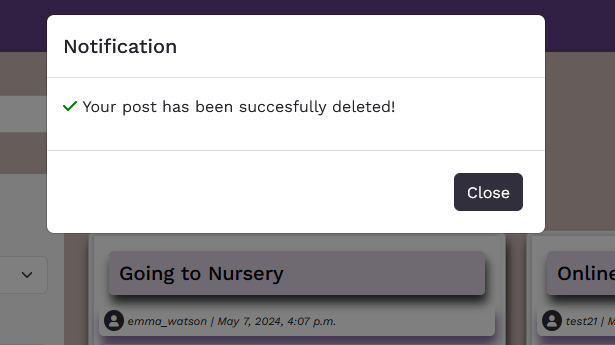 Notification
Your post has been succesfully deleted!
Close
Going to Nursery
Online
emma_watson | May 7, 2024, 4:07 p.m.
test21 | M